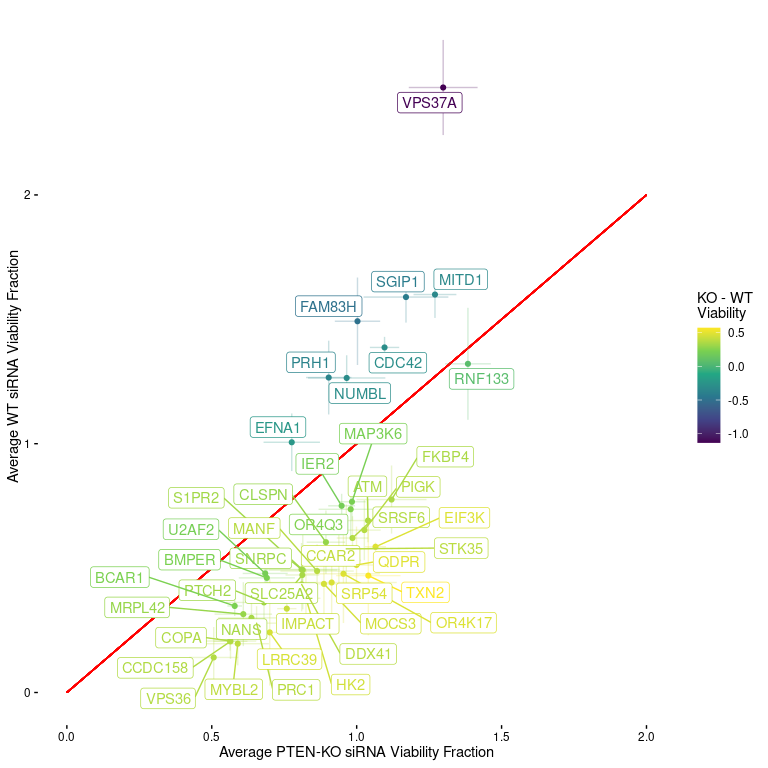 VPS37A
2
SGIP1
MITD1
FAM83H
KO - WT
Viability
0.5
0.0
-0.5
-1.0
PRH1
CDC42
NUMBL
RNF133
EFNA1
1
MAP3K6
IER2
FKBP4
S1PR2
CLSPN
ATM
PIGK
U2AF2
MANF
OR4Q3
SRSF6
EIF3K
BMPER
SNRPC
CCAR2
STK35
QDPR
BCAR1
PTCH2
SLC25A2
SRP54
TXN2
MRPL42
NANS
IMPACT
MOCS3
OR4K17
COPA
CCDC158
LRRC39
DDX41
VPS36
MYBL2
PRC1
HK2
0
0.0
0.5
1.0
1.5
2.0
Average PTEN-KO siRNA Viability Fraction
Average WT siRNA Viability Fraction